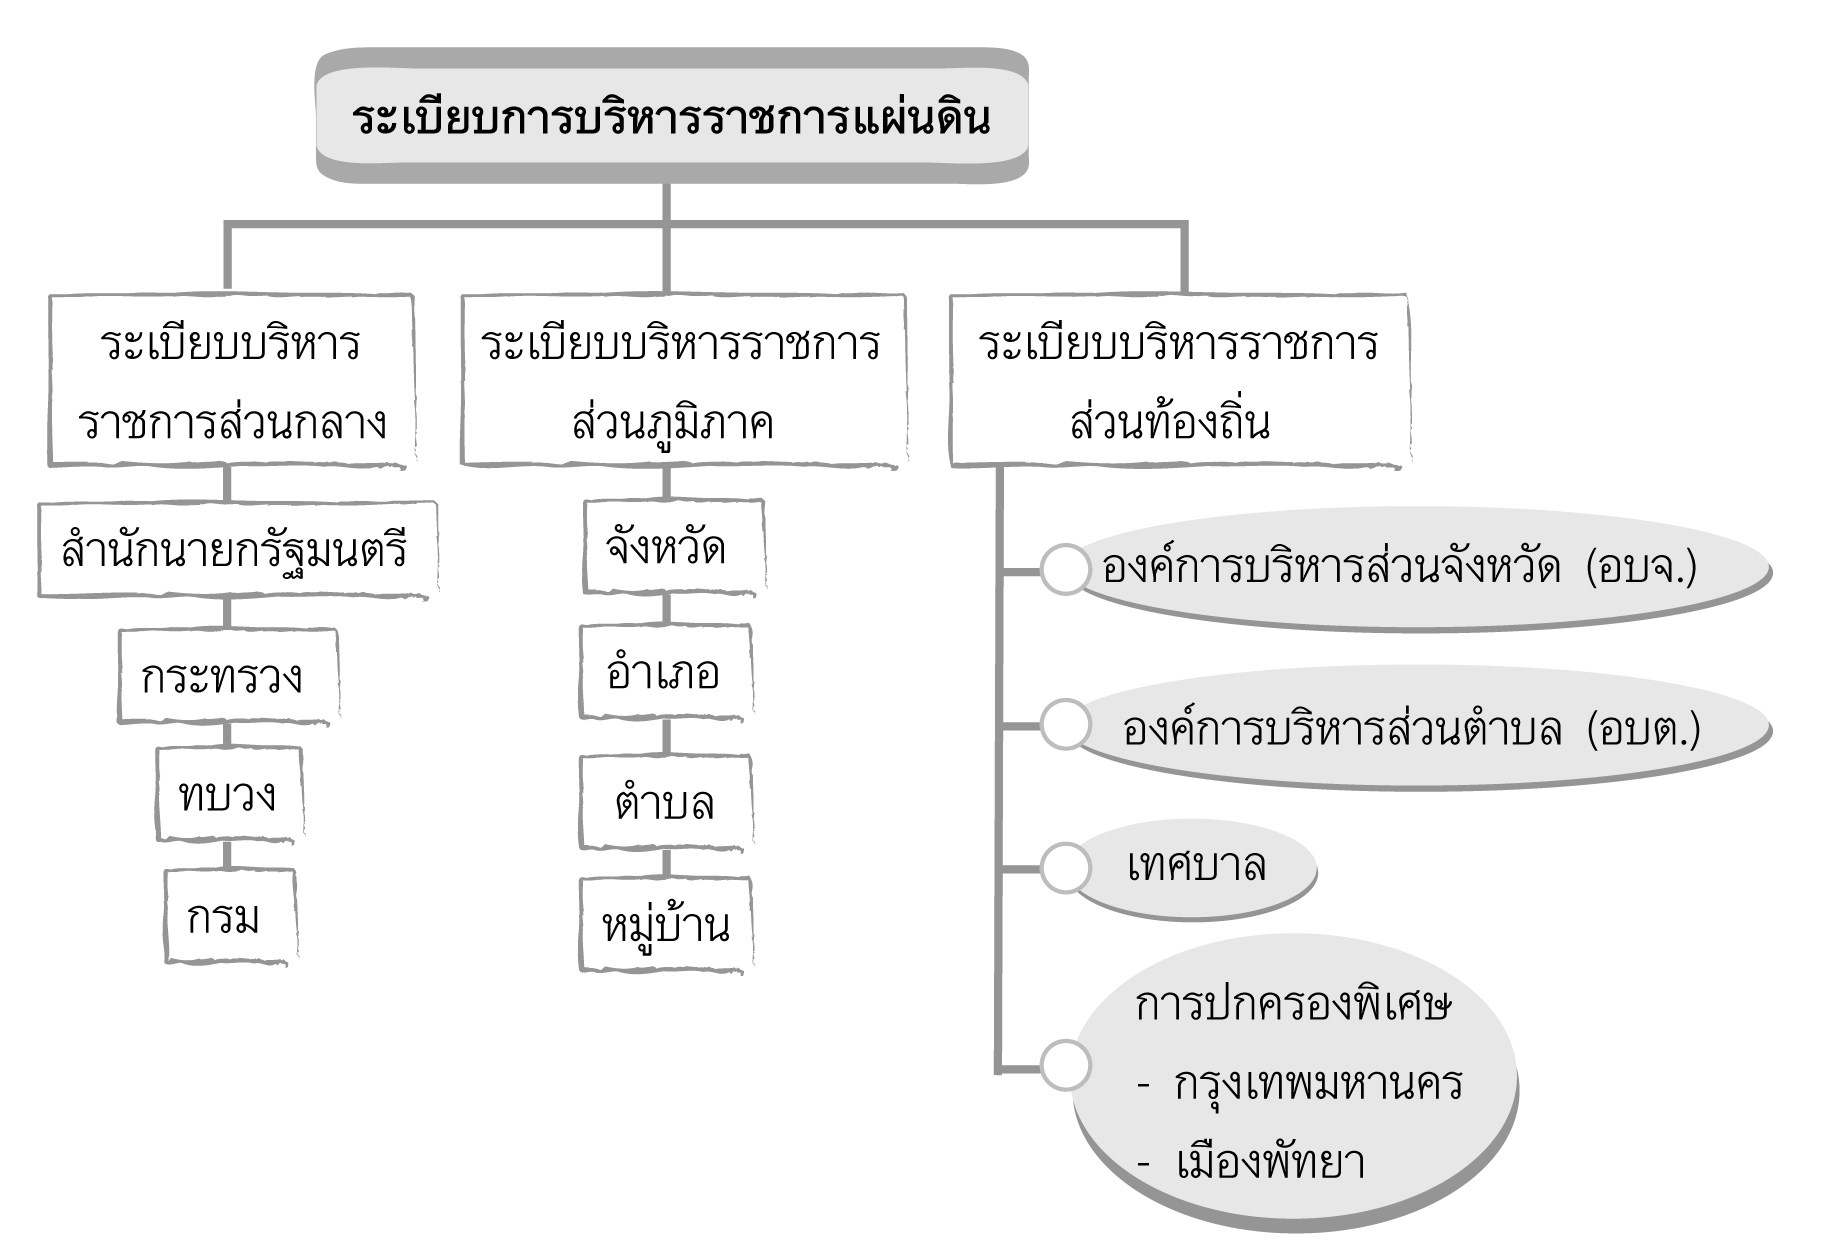 ระเบียบการบริหารราชการแผ่นดิน
ระเบียบบริหาร
ราชการส่วนกลาง
สำนักนายกรัฐมนตรี
กระทรวง
ทบวง
กรม
ระเบียบบริหารราชการ
ส่วนภูมิภาค
จังหวัด
อำเภอ
ตำบล
หมู่บ้าน
ระเบียบบริหารราชการ
ส่วนท้องถิ่น
องค์การบริหารส่วนจังหวัด (อบจ.)
องค์การบริหารส่วนตำบล (อบต.)
เทศบาล
การปกครองพิเศษ
- กรุงเทพมหานคร
- เมืองพัทยา